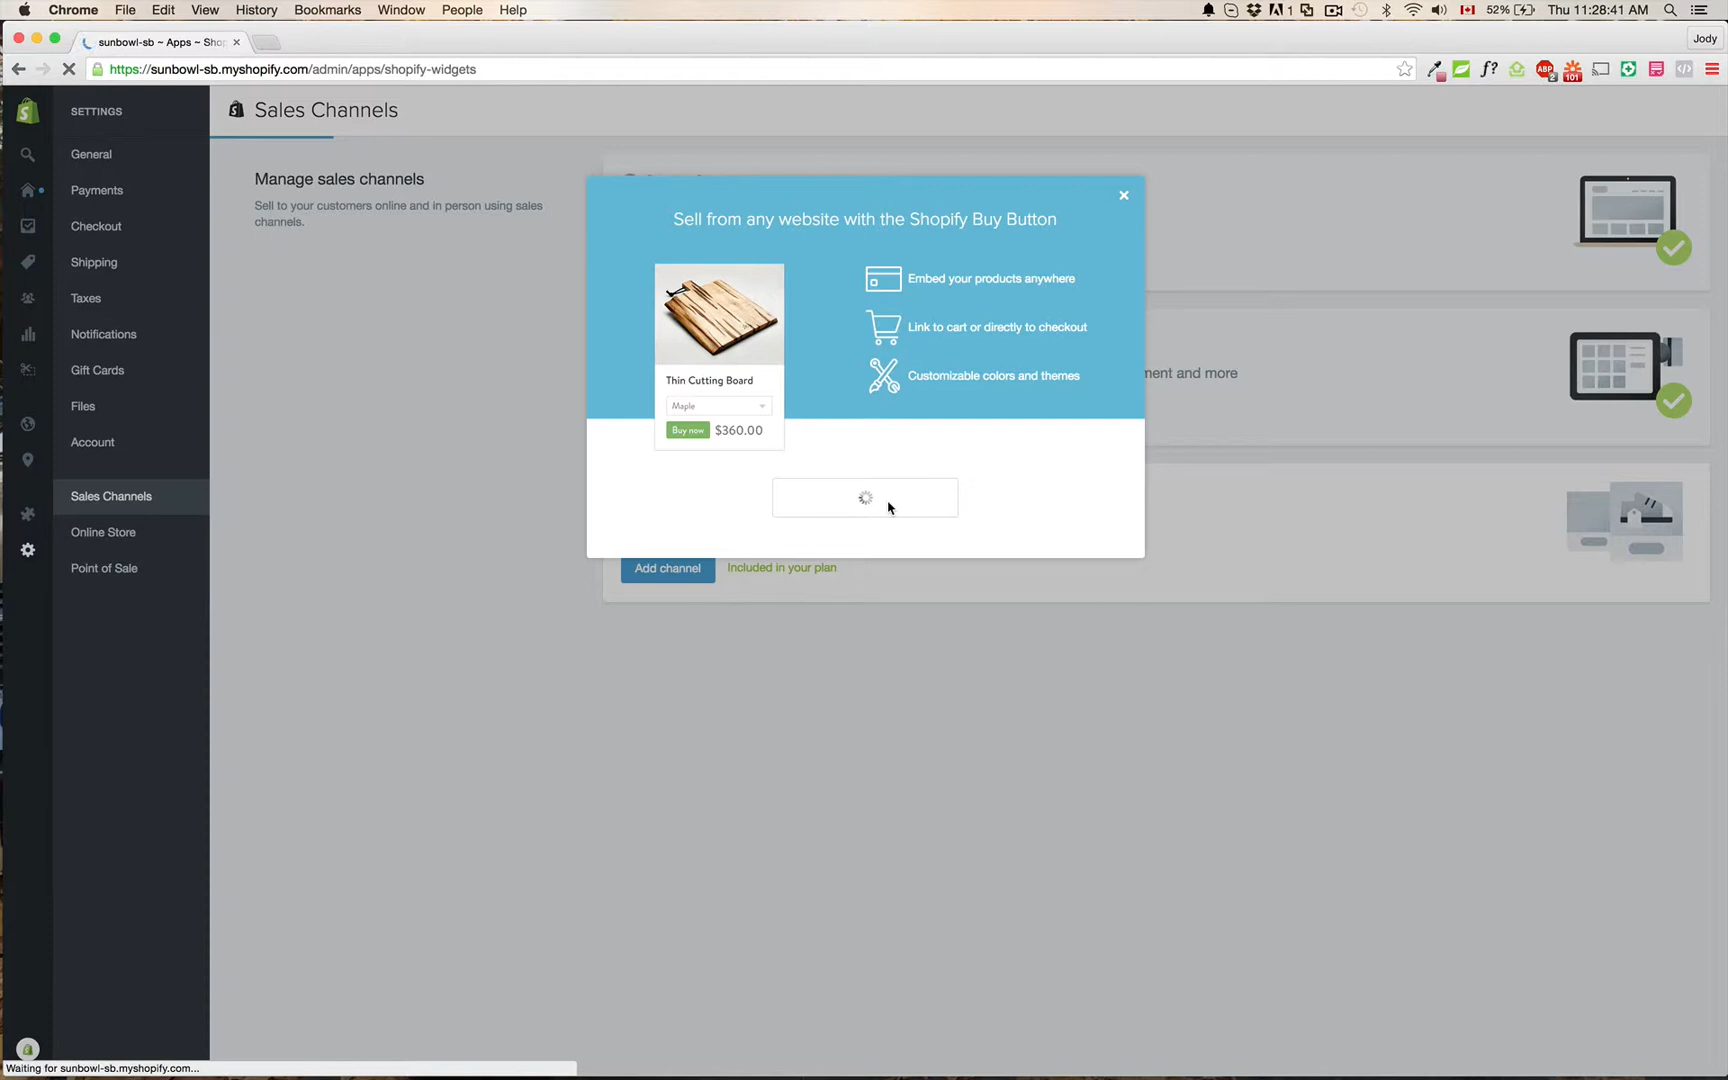 Chrome File Edit View History Bookmarks Window People Help
1 52% Thu 11:28:41 AM
sunbowl-sb ~ Apps ~ Shop
Jody
https://sunbowl-sb.myshopify.com/admin/apps/shopify-widgets
f? ABP 2 101
SETTINGS
General
Payments
Checkout
Shipping
Taxes
Notifications
Gift Cards
Files
Account
Sales Channels
Online Store
Point of Sale
Sales Channels
Manage sales channels
Sell to your customers online and in person using sales
channels.
Sell from any website with the Shopify Buy Button
Embed your products anywhere
Link to cart or directly to checkout
Customizable colors and themes
Thin Cutting Board
Maple
Buy now $360.00
and more
Add channel Included in your plan
Waiting for sunbowl-sb.myshopify.com...